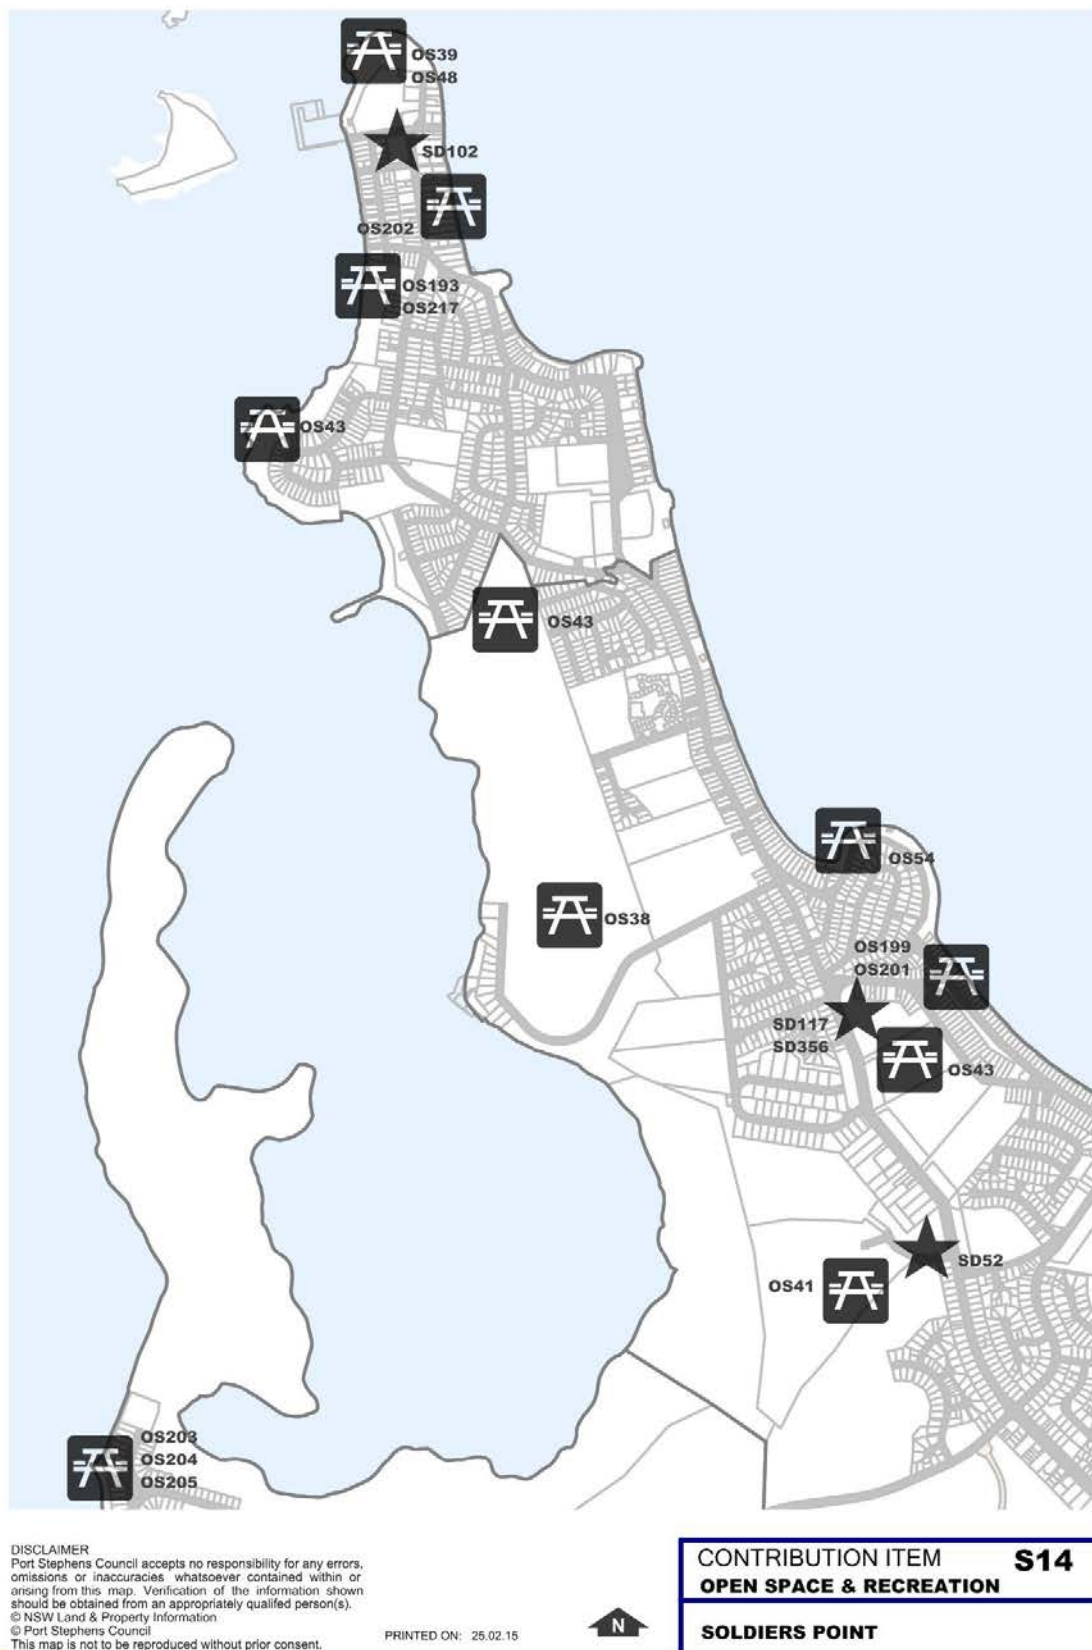 OS39
OS48
SD102
OS202
OS193
OS217
OS43
OS43
OS54
OS38
OS199
OS201
SD117
SD356
OS43
SD52
OS41
OS203
OS204
OS205
DISCLAIMER
Port Stephens Council accepts no responsibility for any errors,
omissions or inaccuracies whatsoever contained within or
arising from this map. Verification of the information shown
should be obtained from an appropriately qualifed person(s).
© NSW Land & Property Information
© Port Stephens Council
This map is not to be reproduced without prior consent.
PRINTED ON: 25.02.15
N
CONTRIBUTION ITEM S14
OPEN SPACE & RECREATION
SOLDIERS POINT